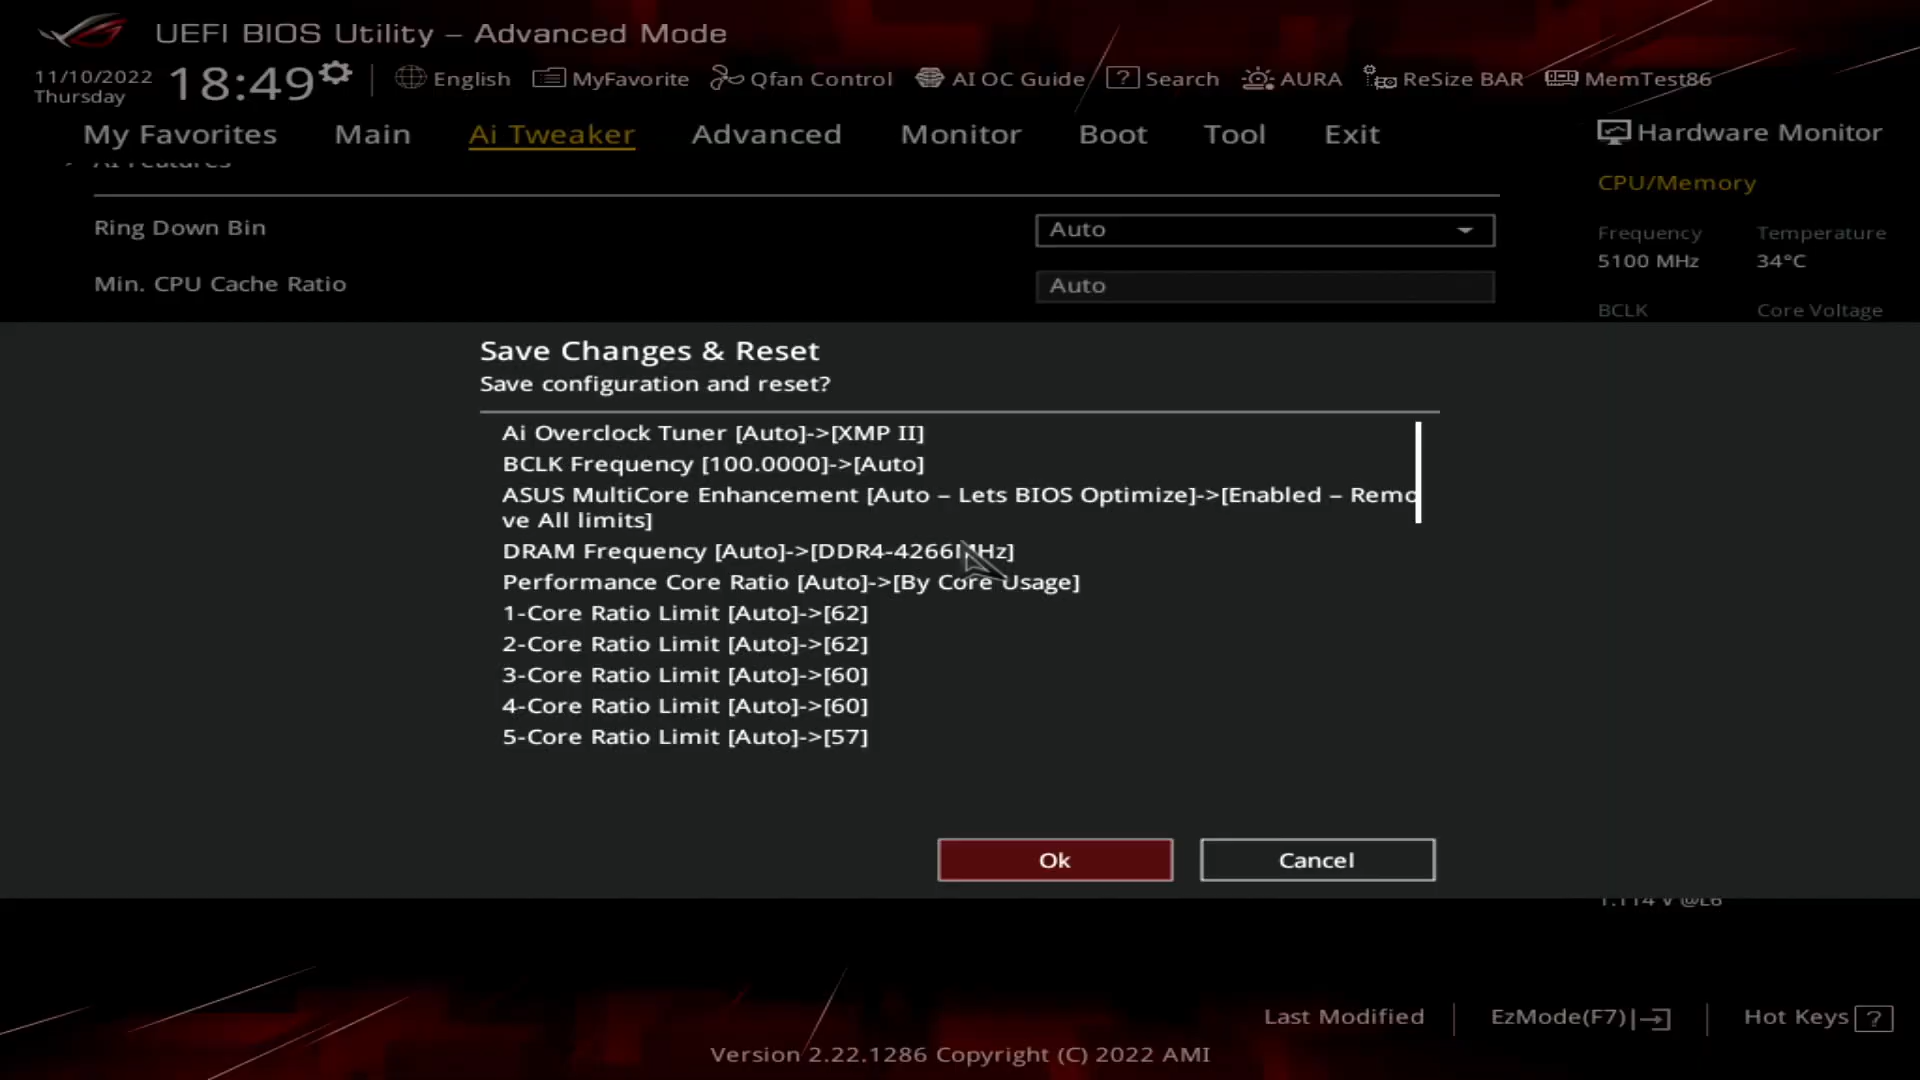 UEFI BIOS Utility – Advanced Mode
11/10/2022
Thursday
18:49
English
MyFavorite
Qfan Control
AI OC Guide
? Search
AURA
ReSize BAR
MemTest86
My Favorites
Main
Ai Tweaker
Advanced
Monitor
Boot
Tool
Exit
Hardware Monitor
AI Features
CPU/Memory
Ring Down Bin
Auto
Frequency
Temperature
5100 MHz
34°C
Min. CPU Cache Ratio
Auto
BCLK
Core Voltage
Save Changes & Reset
Save configuration and reset?
Ai Overclock Tuner [Auto]->[XMP II]
BCLK Frequency [100.0000]->[Auto]
ASUS MultiCore Enhancement [Auto – Lets BIOS Optimize]->[Enabled – Remo
ve All limits]
DRAM Frequency [Auto]->[DDR4-4266MHz]
Performance Core Ratio [Auto]->[By Core Usage]
1-Core Ratio Limit [Auto]->[62]
2-Core Ratio Limit [Auto]->[62]
3-Core Ratio Limit [Auto]->[60]
4-Core Ratio Limit [Auto]->[60]
5-Core Ratio Limit [Auto]->[57]
Ok
Cancel
Last Modified
EzMode(F7)
Hot Keys ?
Version 2.22.1286 Copyright (C) 2022 AMI